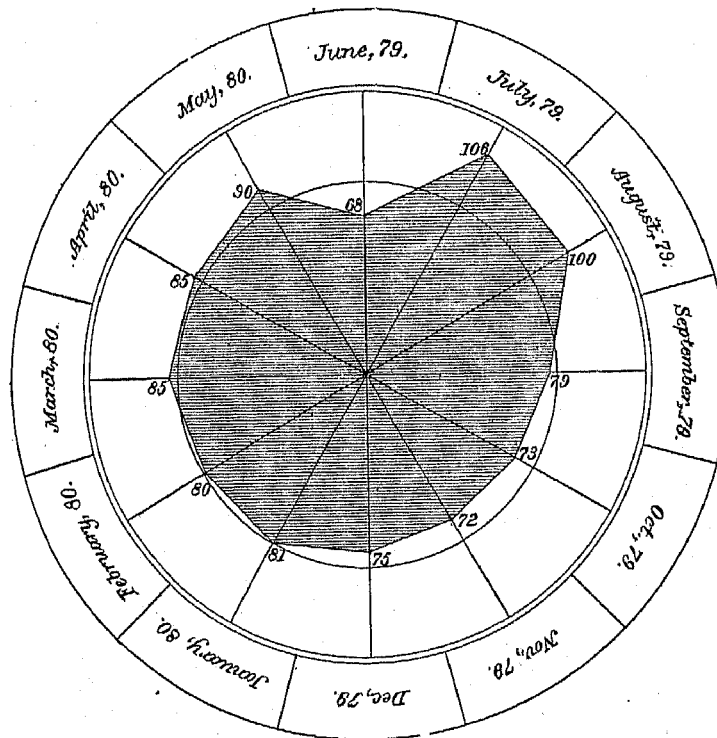 June, 79.
July, 79.
August, 79.
September, 79.
Oct., 79.
Nov., 79.
Dec., 79.
January, 80.
February, 80.
March, 80.
April, 80.
May, 80.
68
106
100
79
73
72
75
81
80
85
85
90